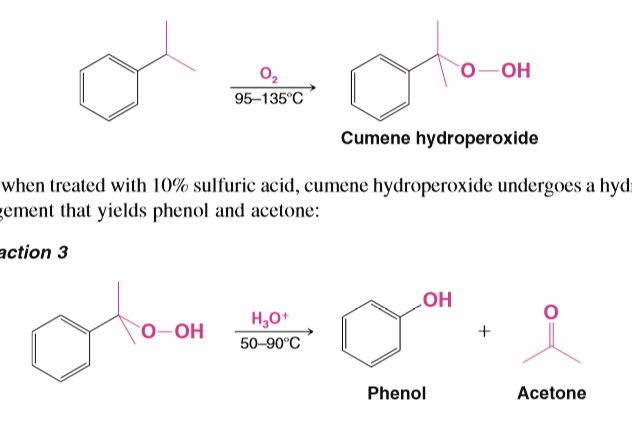 O₂
95–135°C
O—OH
Cumene hydroperoxide
when treated with 10% sulfuric acid, cumene hydroperoxide undergoes a hyd
gement that yields phenol and acetone:
action 3
O–OH
H₃O⁺
50–90°C
OH
+
O
Phenol
Acetone